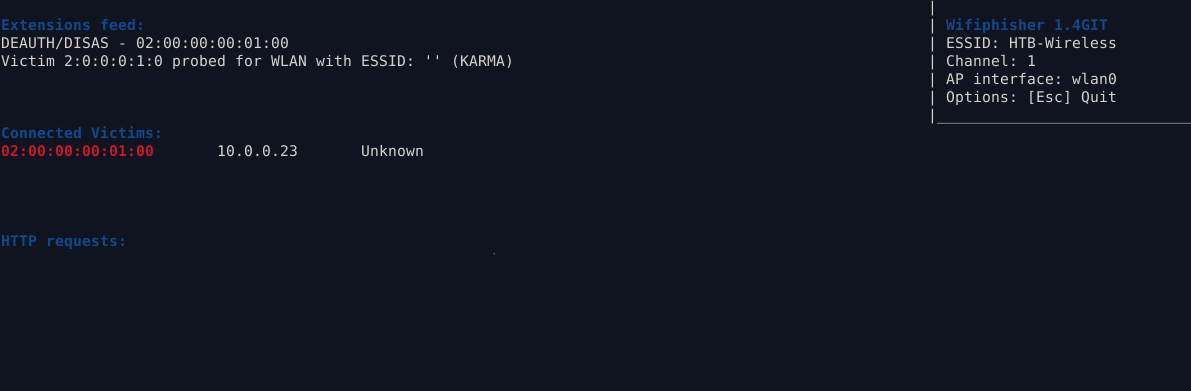 Extensions feed:
DEAUTH/DISAS - 02:00:00:00:01:00
Victim 2:0:0:0:1:0 probed for WLAN with ESSID: '' (KARMA)
| Wifiphisher 1.4GIT
| ESSID: HTB-Wireless
| Channel: 1
| AP interface: wlan0
| Options: [Esc] Quit
Connected Victims:
02:00:00:00:01:00 10.0.0.23 Unknown
HTTP requests: